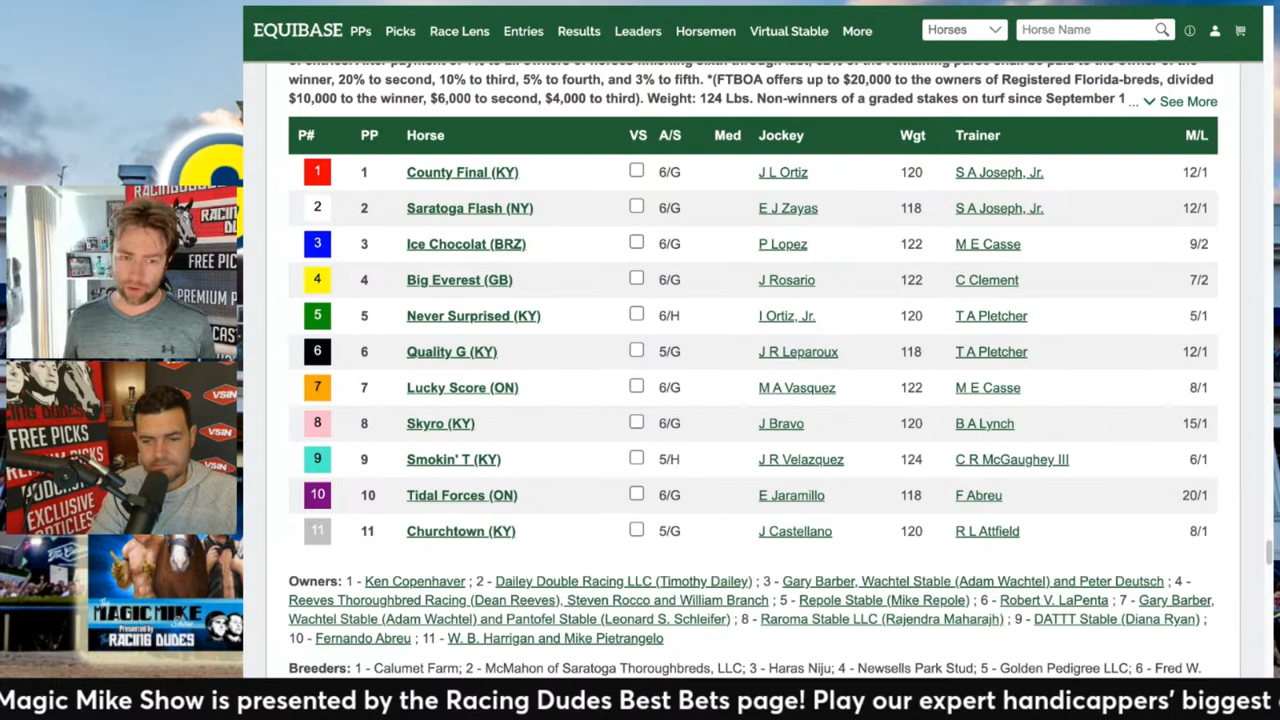 EQUIBASE PPs Picks Race Lens Entries Results Leaders Horsemen Virtual Stable More Horses Horse Name
winner, 20% to second, 10% to third, 5% to fourth, and 3% to fifth. *(FTBOA offers up to $20,000 to the owners of Registered Florida-breds, divided
$10,000 to the winner, $6,000 to second, $4,000 to third). Weight: 124 Lbs. Non-winners of a graded stakes on turf since September 1 ... See More
P# PP Horse VS A/S Med Jockey Wgt Trainer M/L
1 1 County Final (KY) 6/G J L Ortiz 120 S A Joseph, Jr. 12/1
2 2 Saratoga Flash (NY) 6/G E J Zayas 118 S A Joseph, Jr. 12/1
3 3 Ice Chocolat (BRZ) 6/G P Lopez 122 M E Casse 9/2
4 4 Big Everest (GB) 6/G J Rosario 122 C Clement 7/2
5 5 Never Surprised (KY) 6/H I Ortiz, Jr. 120 T A Pletcher 5/1
6 6 Quality G (KY) 5/G J R Leparoux 118 T A Pletcher 12/1
7 7 Lucky Score (ON) 6/G M A Vasquez 122 M E Casse 8/1
8 8 Skyro (KY) 6/G J Bravo 120 B A Lynch 15/1
9 9 Smokin' T (KY) 5/H J R Velazquez 124 C R McGaughey III 6/1
10 10 Tidal Forces (ON) 6/G E Jaramillo 118 F Abreu 20/1
11 11 Churchtown (KY) 5/G J Castellano 120 R L Attfield 8/1
Owners: 1 - Ken Copenhaver ; 2 - Dailey Double Racing LLC (Timothy Dailey) ; 3 - Gary Barber, Wachtel Stable (Adam Wachtel) and Peter Deutsch ; 4 -
Reeves Thoroughbred Racing (Dean Reeves), Steven Rocco and William Branch ; 5 - Repole Stable (Mike Repole) ; 6 - Robert V. LaPenta ; 7 - Gary Barber,
Wachtel Stable (Adam Wachtel) and Pantofel Stable (Leonard S. Schleifer) ; 8 - Raroma Stable LLC (Rajendra Maharajh) ; 9 - DATTT Stable (Diana Ryan) ;
10 - Fernando Abreu ; 11 - W. B. Harrigan and Mike Pietrangelo
Breeders: 1 - Calumet Farm; 2 - McMahon of Saratoga Thoroughbreds, LLC; 3 - Haras Niju; 4 - Newsells Park Stud; 5 - Golden Pedigree LLC; 6 - Fred W.
RACING DUDES
FREE PIC
PREMIUM P
CAST
FREE PICKS
EXCLUSIVE
ARTICLES
VSiN
VSiN
VSiN
THE
MAGIC MIKE
SHOW
Presented by
THE RACING DUDES
Magic Mike Show is presented by the Racing Dudes Best Bets page! Play our expert handicappers' biggest